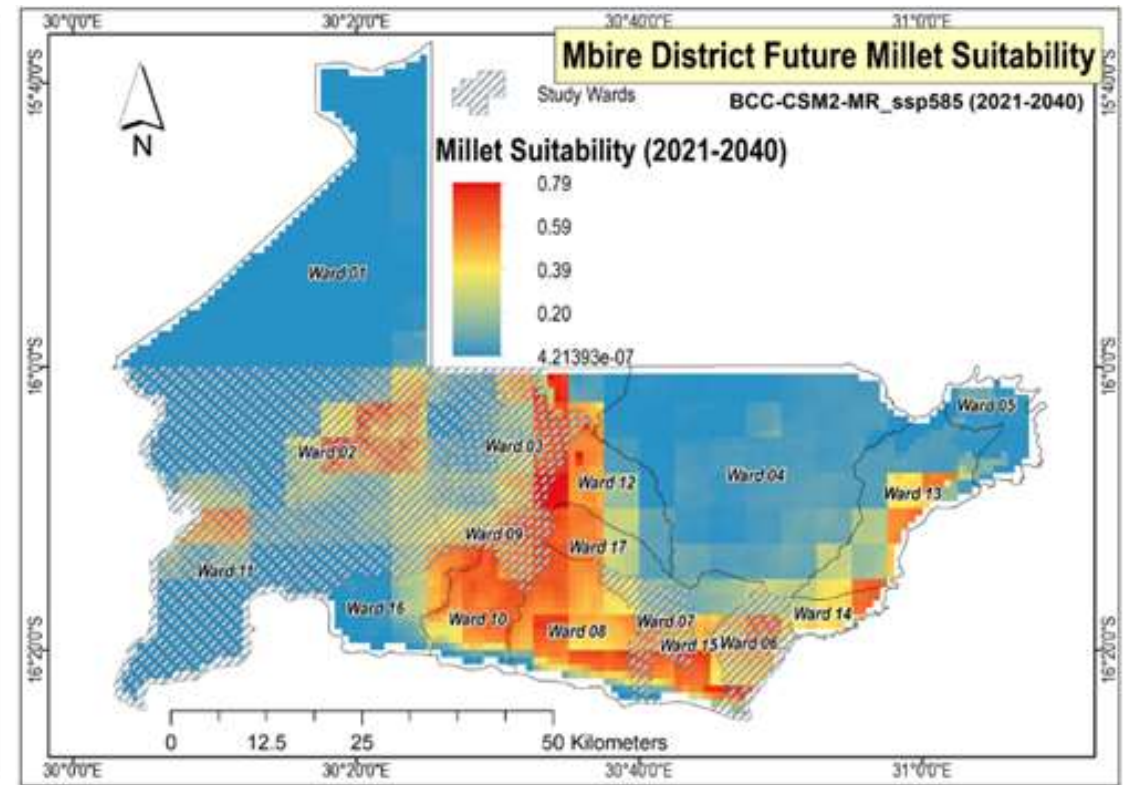 30°0'0"E 30°20'0"E 30°40'0"E 31°0'0"E
Mbire District Future Millet Suitability
BCC-CSM2-MR_ssp585 (2021-2040)
Study Wards
Millet Suitability (2021-2040)
0.79
0.59
0.39
0.20
4.21393e-07
N
15°40'0"S
15°40'0"S
16°0'0"S
16°0'0"S
16°20'0"S
16°20'0"S
Ward 01
Ward 05
Ward 02
Ward 03
Ward 04
Ward 12
Ward 13
Ward 09
Ward 17
Ward 11
Ward 16
Ward 10
Ward 08
Ward 07
Ward 14
Ward 15
Ward 06
0 12.5 25 50 Kilometers
30°0'0"E 30°20'0"E 30°40'0"E 31°0'0"E